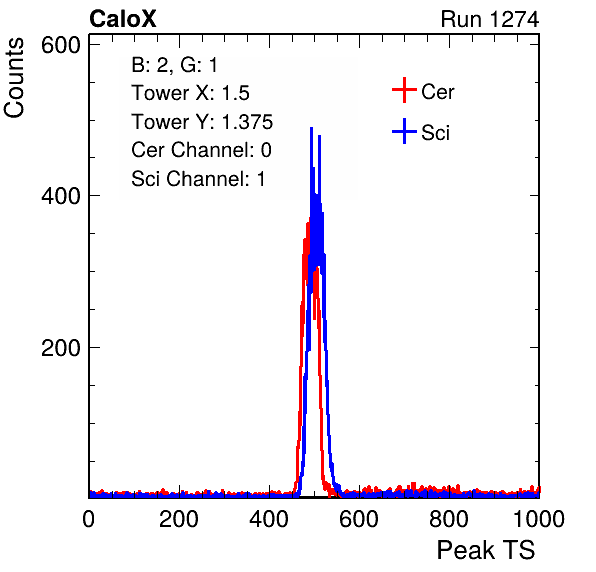 CaloX Run 1274
Counts
600
400
200
B: 2, G: 1
Tower X: 1.5
Tower Y: 1.375
Cer Channel: 0
Sci Channel: 1
Cer
Sci
0 200 400 600 800 1000
Peak TS